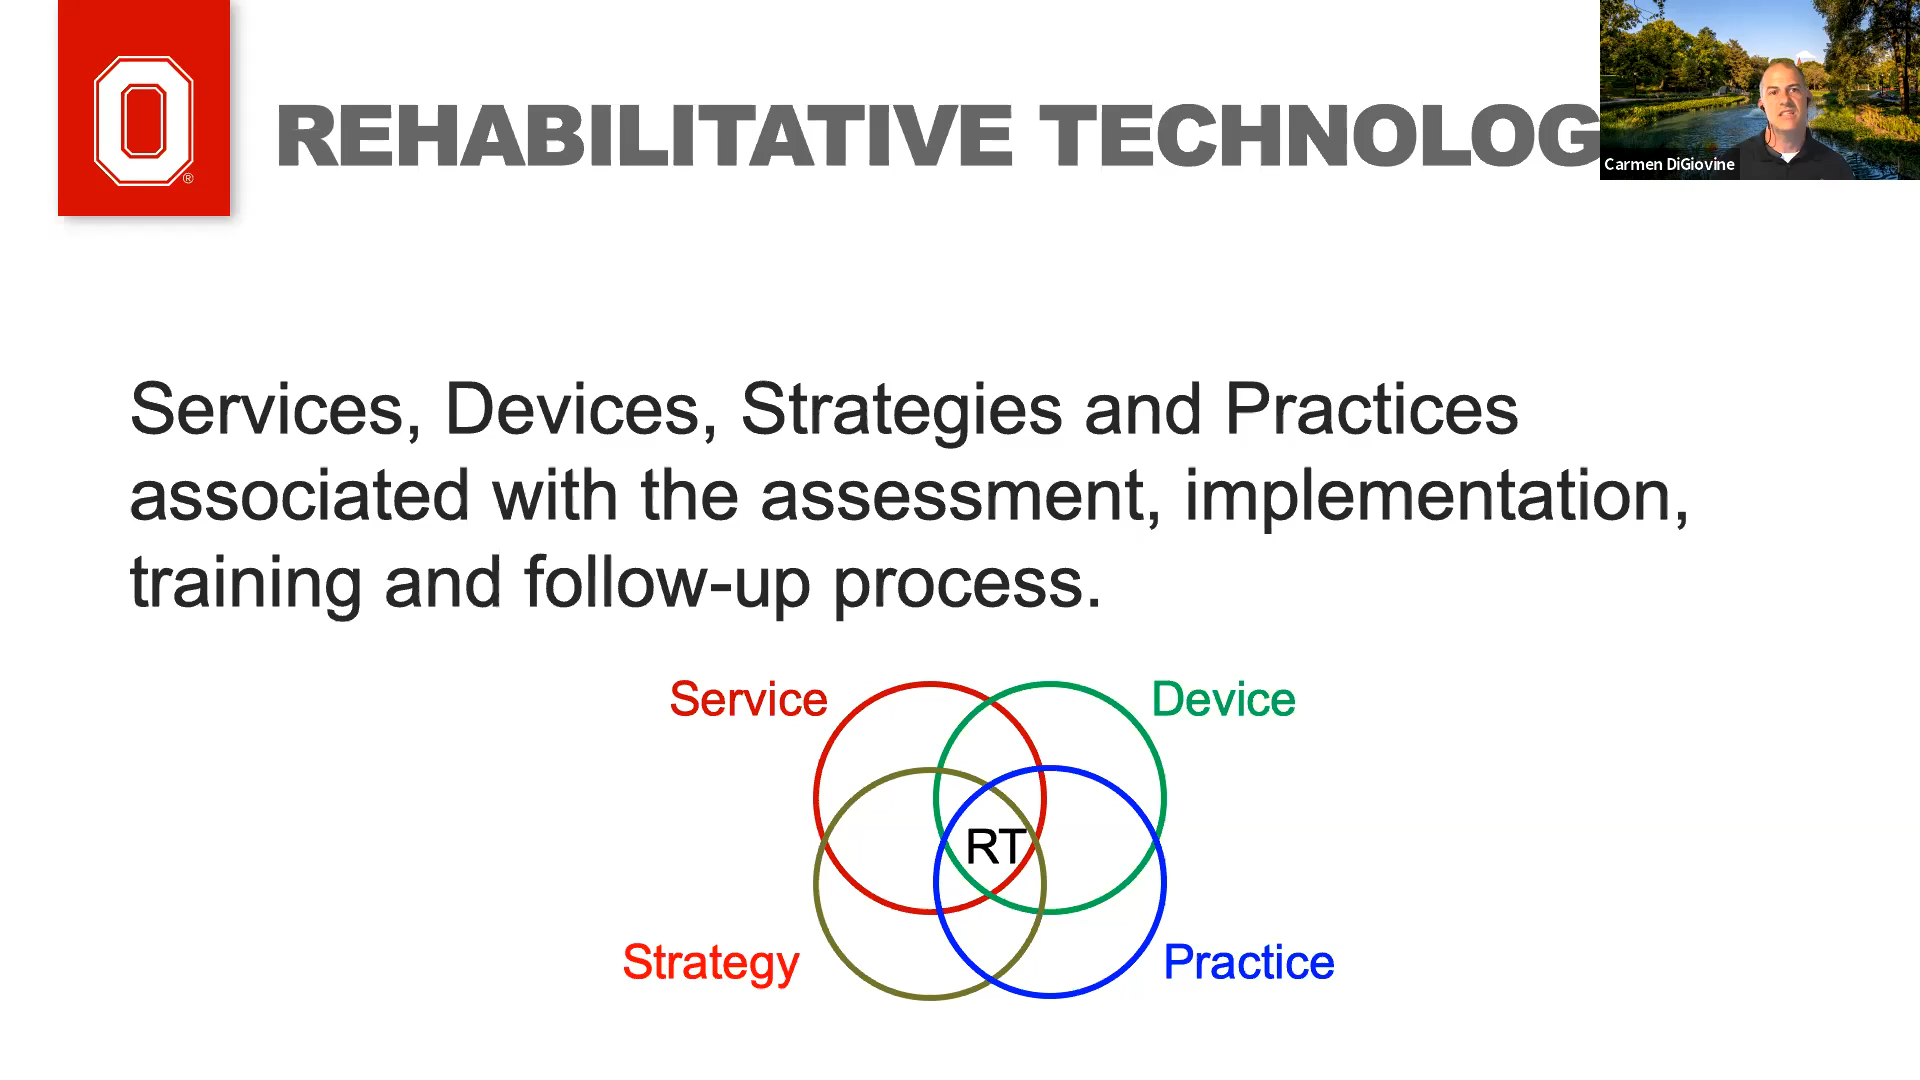 O
®
REHABILITATIVE TECHNOLOG
Carmen DiGiovine
Services, Devices, Strategies and Practices
associated with the assessment, implementation,
training and follow-up process.
Service
Device
RT
Strategy
Practice